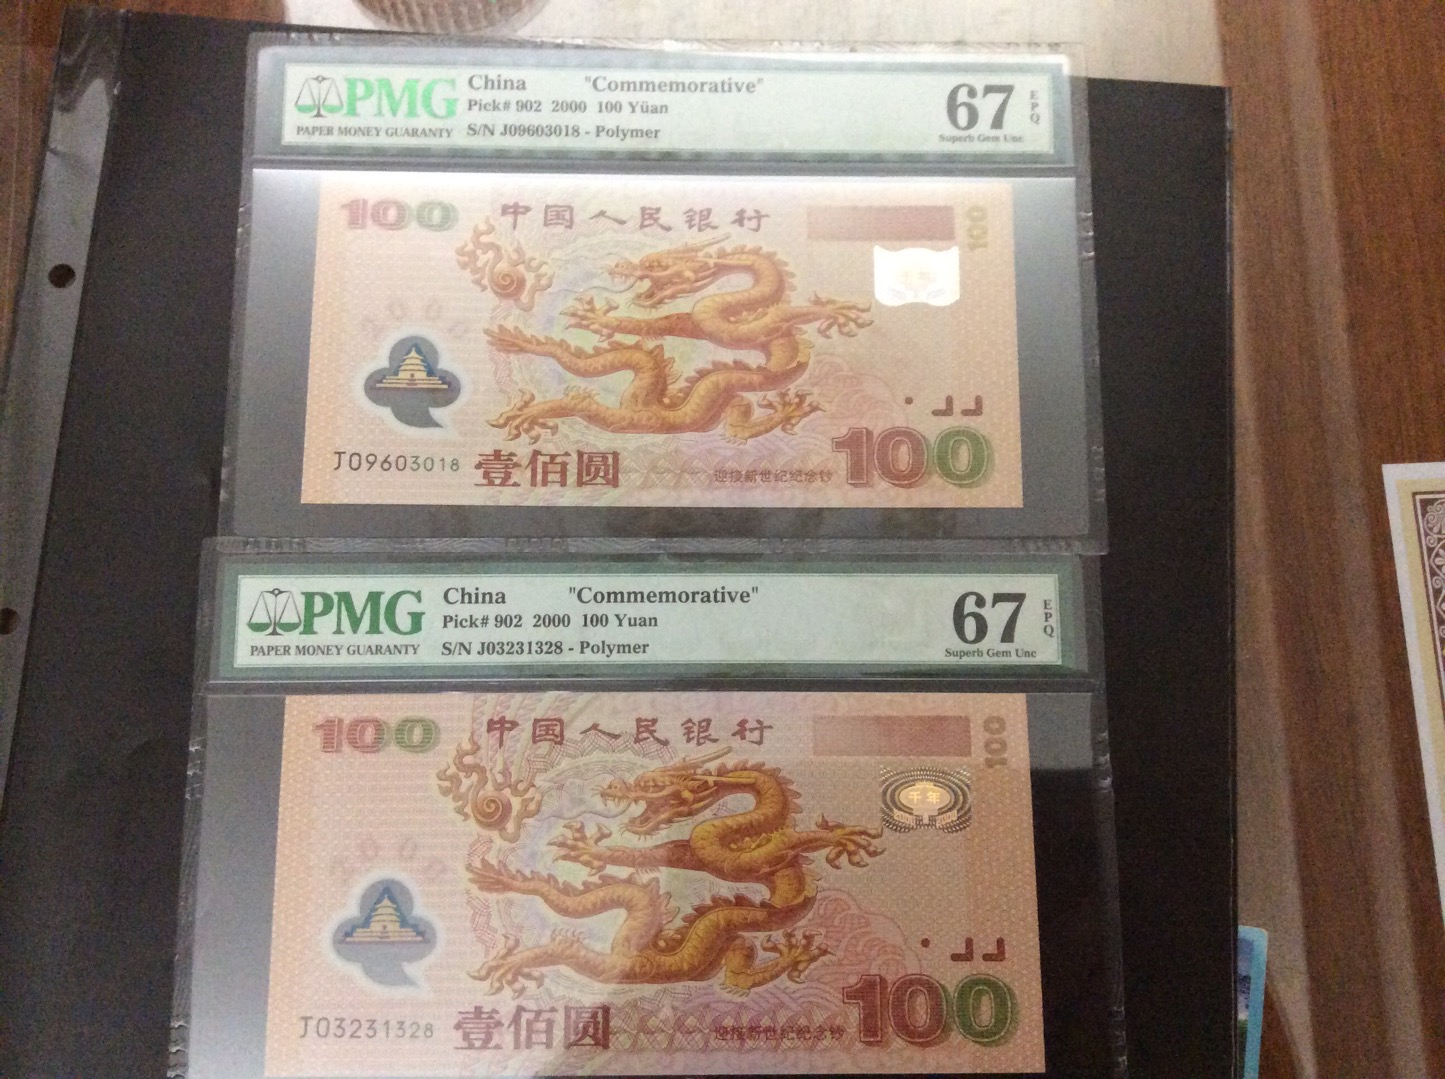 PMG
PAPER MONEY GUARANTY
China "Commemorative"
Pick# 902 2000 100 Yüan
S/N J09603018 - Polymer
67
EPQ
Superb Gem Unc
100 中国人民银行 100
2000
J09603018 壹佰圆 迎接新世纪纪念钞 100
PMG
PAPER MONEY GUARANTY
China "Commemorative"
Pick# 902 2000 100 Yuan
S/N J03231328 - Polymer
67
EPQ
Superb Gem Unc
100 中国人民银行 100
千年
J03231328 壹佰圆 迎接新世纪纪念钞 100